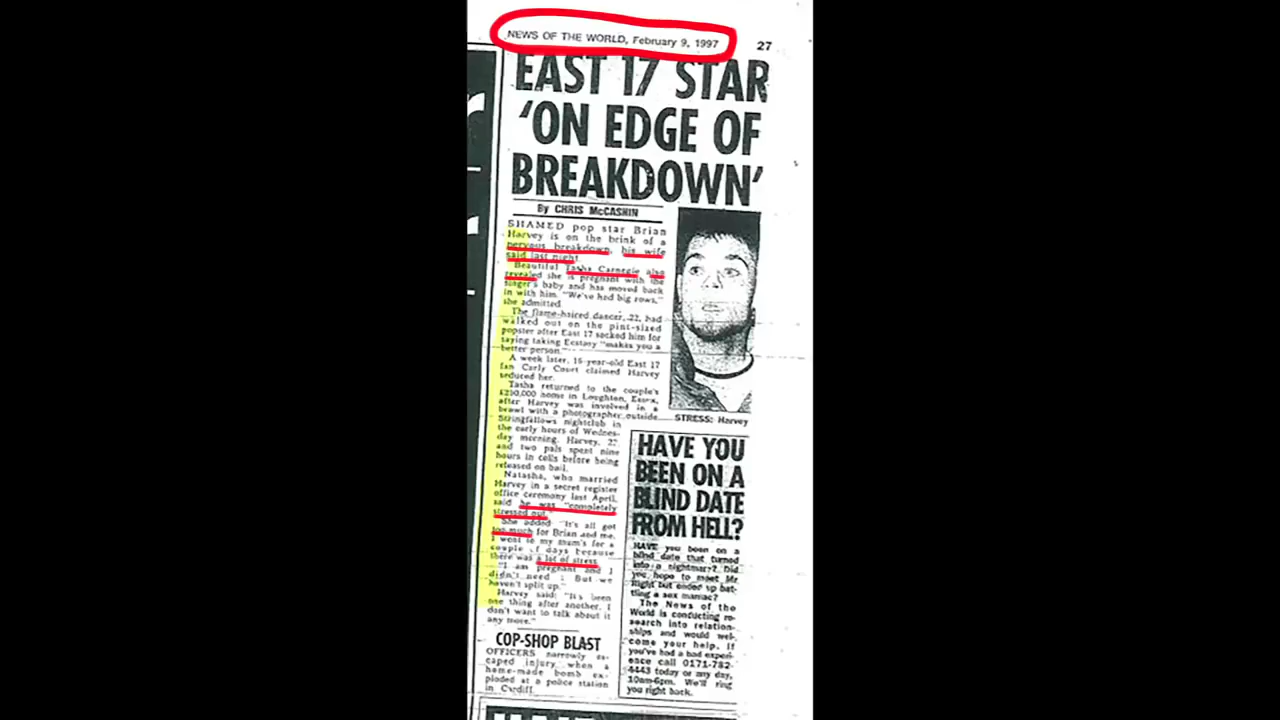 NEWS OF THE WORLD, February 9, 1997
27
EAST 17 STAR
'ON EDGE OF
BREAKDOWN'
By CHRIS McCASHIN
SHAMED pop star Brian
Harvey is on the brink of a
nervous breakdown, his wife
said last night.
Beautiful Tasha Carnegie also
revealed she is pregnant with the
singer's baby and has moved back
in with him. "We've had big rows,"
she admitted.
The flame-haired dancer, 22, had
walked out on the pint-sized
popster after East 17 sacked him for
saying taking Ecstasy "makes you a
better person."
A week later, 15-year-old East 17
fan Carly Court claimed Harvey
seduced her.
Tasha returned to the couple's
£250,000 home in Loughton, Essex,
after Harvey was involved in a
brawl with a photographer outside
Stringfallows nightclub in
the early hours of Wednes-
day morning. Harvey, 22,
and two pals spent nine
hours in cells before being
released on bail.
Natasha, who married
Harvey in a secret register
office ceremony last April,
said he was "completely
stressed out."
She added "It's all got
too much for Brian and me.
I went to my mum's for a
couple of days because
there was a lot of stress.
"I am pregnant and I
didn't need . But we
haven't split up."
Harvey said: "It's been
one thing after another. I
don't want to talk about it
any more."
STRESS: Harvey
COP-SHOP BLAST
OFFICERS narrowly es-
caped injury when a
home-made bomb ex-
ploded at a police station
in Cardiff.
HAVE YOU
BEEN ON A
BLIND DATE
FROM HELL?
HAVE you been on a
blind date that turned
into a nightmare? Did
you hope to meet Mr
Right but ended up bat-
tling a sex maniac?
The News of the
World is conducting re-
search into relation-
ships and would wel-
come your help. If
you've had a bad experi-
ence call 0171-782-
4443 today or any day,
10am-6pm. We'll ring
you right back.